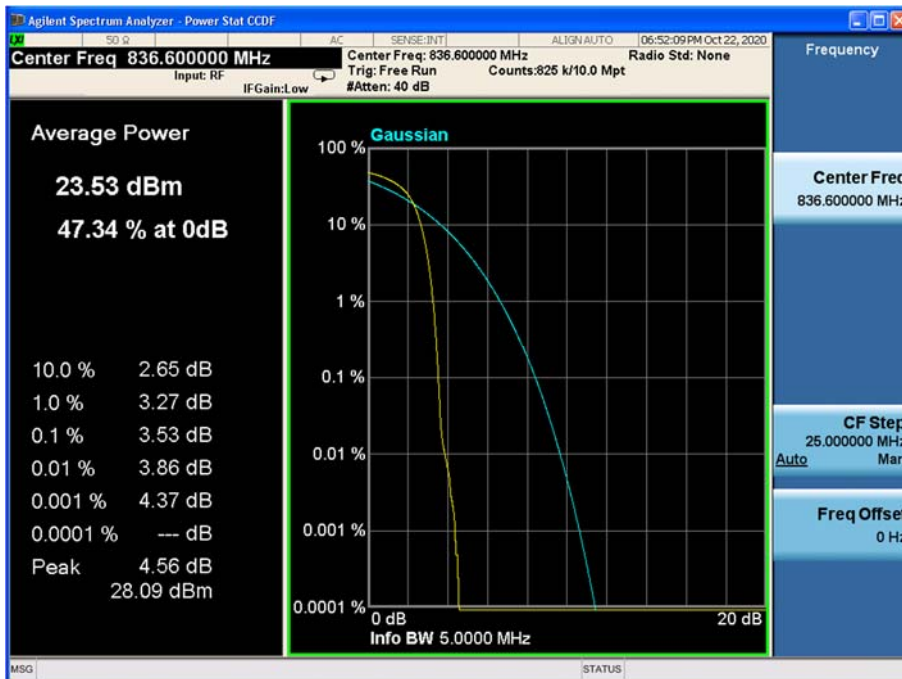 Agilent Spectrum Analyzer - Power Stat CCDF
LXI 50 Ω AC SENSE:INT ALIGN AUTO 06:52:09 PM Oct 22, 2020
Center Freq 836.600000 MHz
Center Freq: 836.600000 MHz Radio Std: None
Input: RF
Trig: Free Run Counts:825 k/10.0 Mpt
IFGain:Low
#Atten: 40 dB
Frequency
Average Power
23.53 dBm
47.34 % at 0dB
10.0 % 2.65 dB
1.0 % 3.27 dB
0.1 % 3.53 dB
0.01 % 3.86 dB
0.001 % 4.37 dB
0.0001 % --- dB
Peak 4.56 dB
28.09 dBm
Gaussian
100 %
10 %
1 %
0.1 %
0.01 %
0.001 %
0.0001 %
0 dB 20 dB
Info BW 5.0000 MHz
Center Freq
836.600000 MHz
CF Step
25.000000 MHz
Auto Man
Freq Offset
0 Hz
MSG STATUS